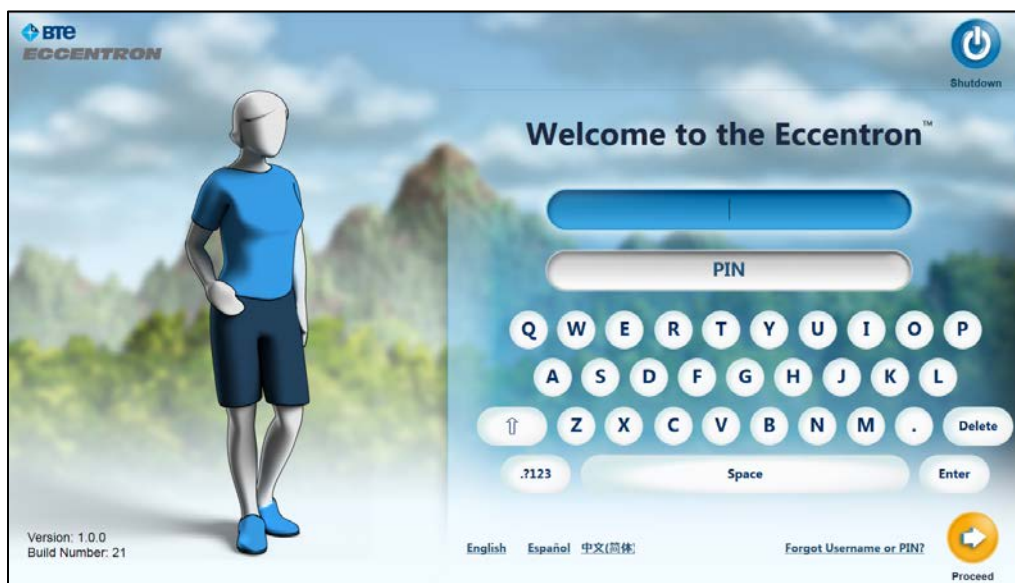 BTE
ECCENTRON
Shutdown
Welcome to the Eccentron™
PIN
Q W E R T Y U I O P
A S D F G H J K L
⇧ Z X C V B N M . Delete
.?123 Space Enter
Version: 1.0.0
Build Number: 21
English Español 中文(简体) Forgot Username or PIN?
Proceed